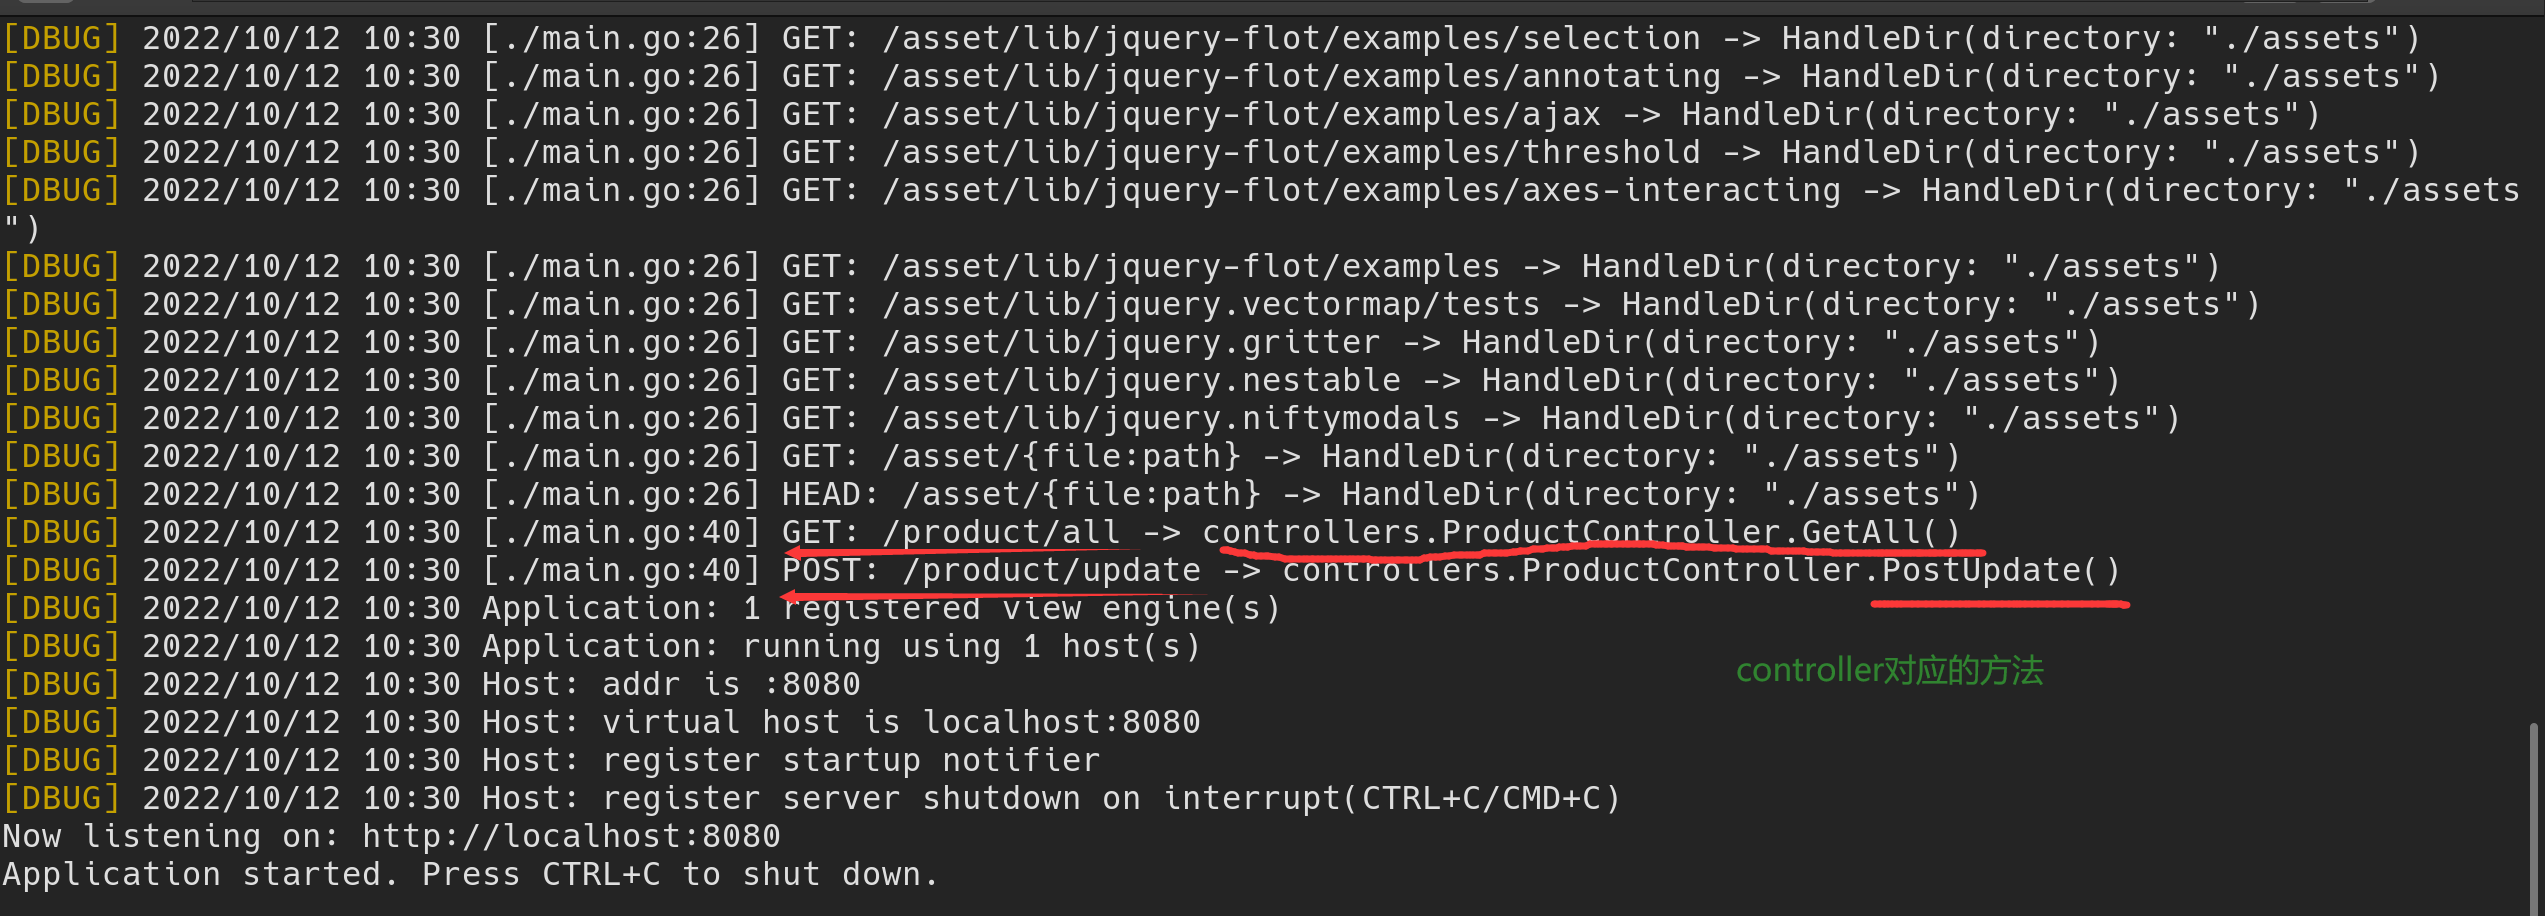 [DBUG] 2022/10/12 10:30 [./main.go:26] GET: /asset/lib/jquery-flot/examples/selection -> HandleDir(directory: "./assets")
[DBUG] 2022/10/12 10:30 [./main.go:26] GET: /asset/lib/jquery-flot/examples/annotating -> HandleDir(directory: "./assets")
[DBUG] 2022/10/12 10:30 [./main.go:26] GET: /asset/lib/jquery-flot/examples/ajax -> HandleDir(directory: "./assets")
[DBUG] 2022/10/12 10:30 [./main.go:26] GET: /asset/lib/jquery-flot/examples/threshold -> HandleDir(directory: "./assets")
[DBUG] 2022/10/12 10:30 [./main.go:26] GET: /asset/lib/jquery-flot/examples/axes-interacting -> HandleDir(directory: "./assets
")
[DBUG] 2022/10/12 10:30 [./main.go:26] GET: /asset/lib/jquery-flot/examples -> HandleDir(directory: "./assets")
[DBUG] 2022/10/12 10:30 [./main.go:26] GET: /asset/lib/jquery.vectormap/tests -> HandleDir(directory: "./assets")
[DBUG] 2022/10/12 10:30 [./main.go:26] GET: /asset/lib/jquery.gritter -> HandleDir(directory: "./assets")
[DBUG] 2022/10/12 10:30 [./main.go:26] GET: /asset/lib/jquery.nestable -> HandleDir(directory: "./assets")
[DBUG] 2022/10/12 10:30 [./main.go:26] GET: /asset/lib/jquery.niftymodals -> HandleDir(directory: "./assets")
[DBUG] 2022/10/12 10:30 [./main.go:26] GET: /asset/{file:path} -> HandleDir(directory: "./assets")
[DBUG] 2022/10/12 10:30 [./main.go:26] HEAD: /asset/{file:path} -> HandleDir(directory: "./assets")
[DBUG] 2022/10/12 10:30 [./main.go:40] GET: /product/all -> controllers.ProductController.GetAll()
[DBUG] 2022/10/12 10:30 [./main.go:40] POST: /product/update -> controllers.ProductController.PostUpdate()
[DBUG] 2022/10/12 10:30 Application: 1 registered view engine(s)
[DBUG] 2022/10/12 10:30 Application: running using 1 host(s)
[DBUG] 2022/10/12 10:30 Host: addr is :8080
controller对应的方法
[DBUG] 2022/10/12 10:30 Host: virtual host is localhost:8080
[DBUG] 2022/10/12 10:30 Host: register startup notifier
[DBUG] 2022/10/12 10:30 Host: register server shutdown on interrupt(CTRL+C/CMD+C)
Now listening on: http://localhost:8080
Application started. Press CTRL+C to shut down.